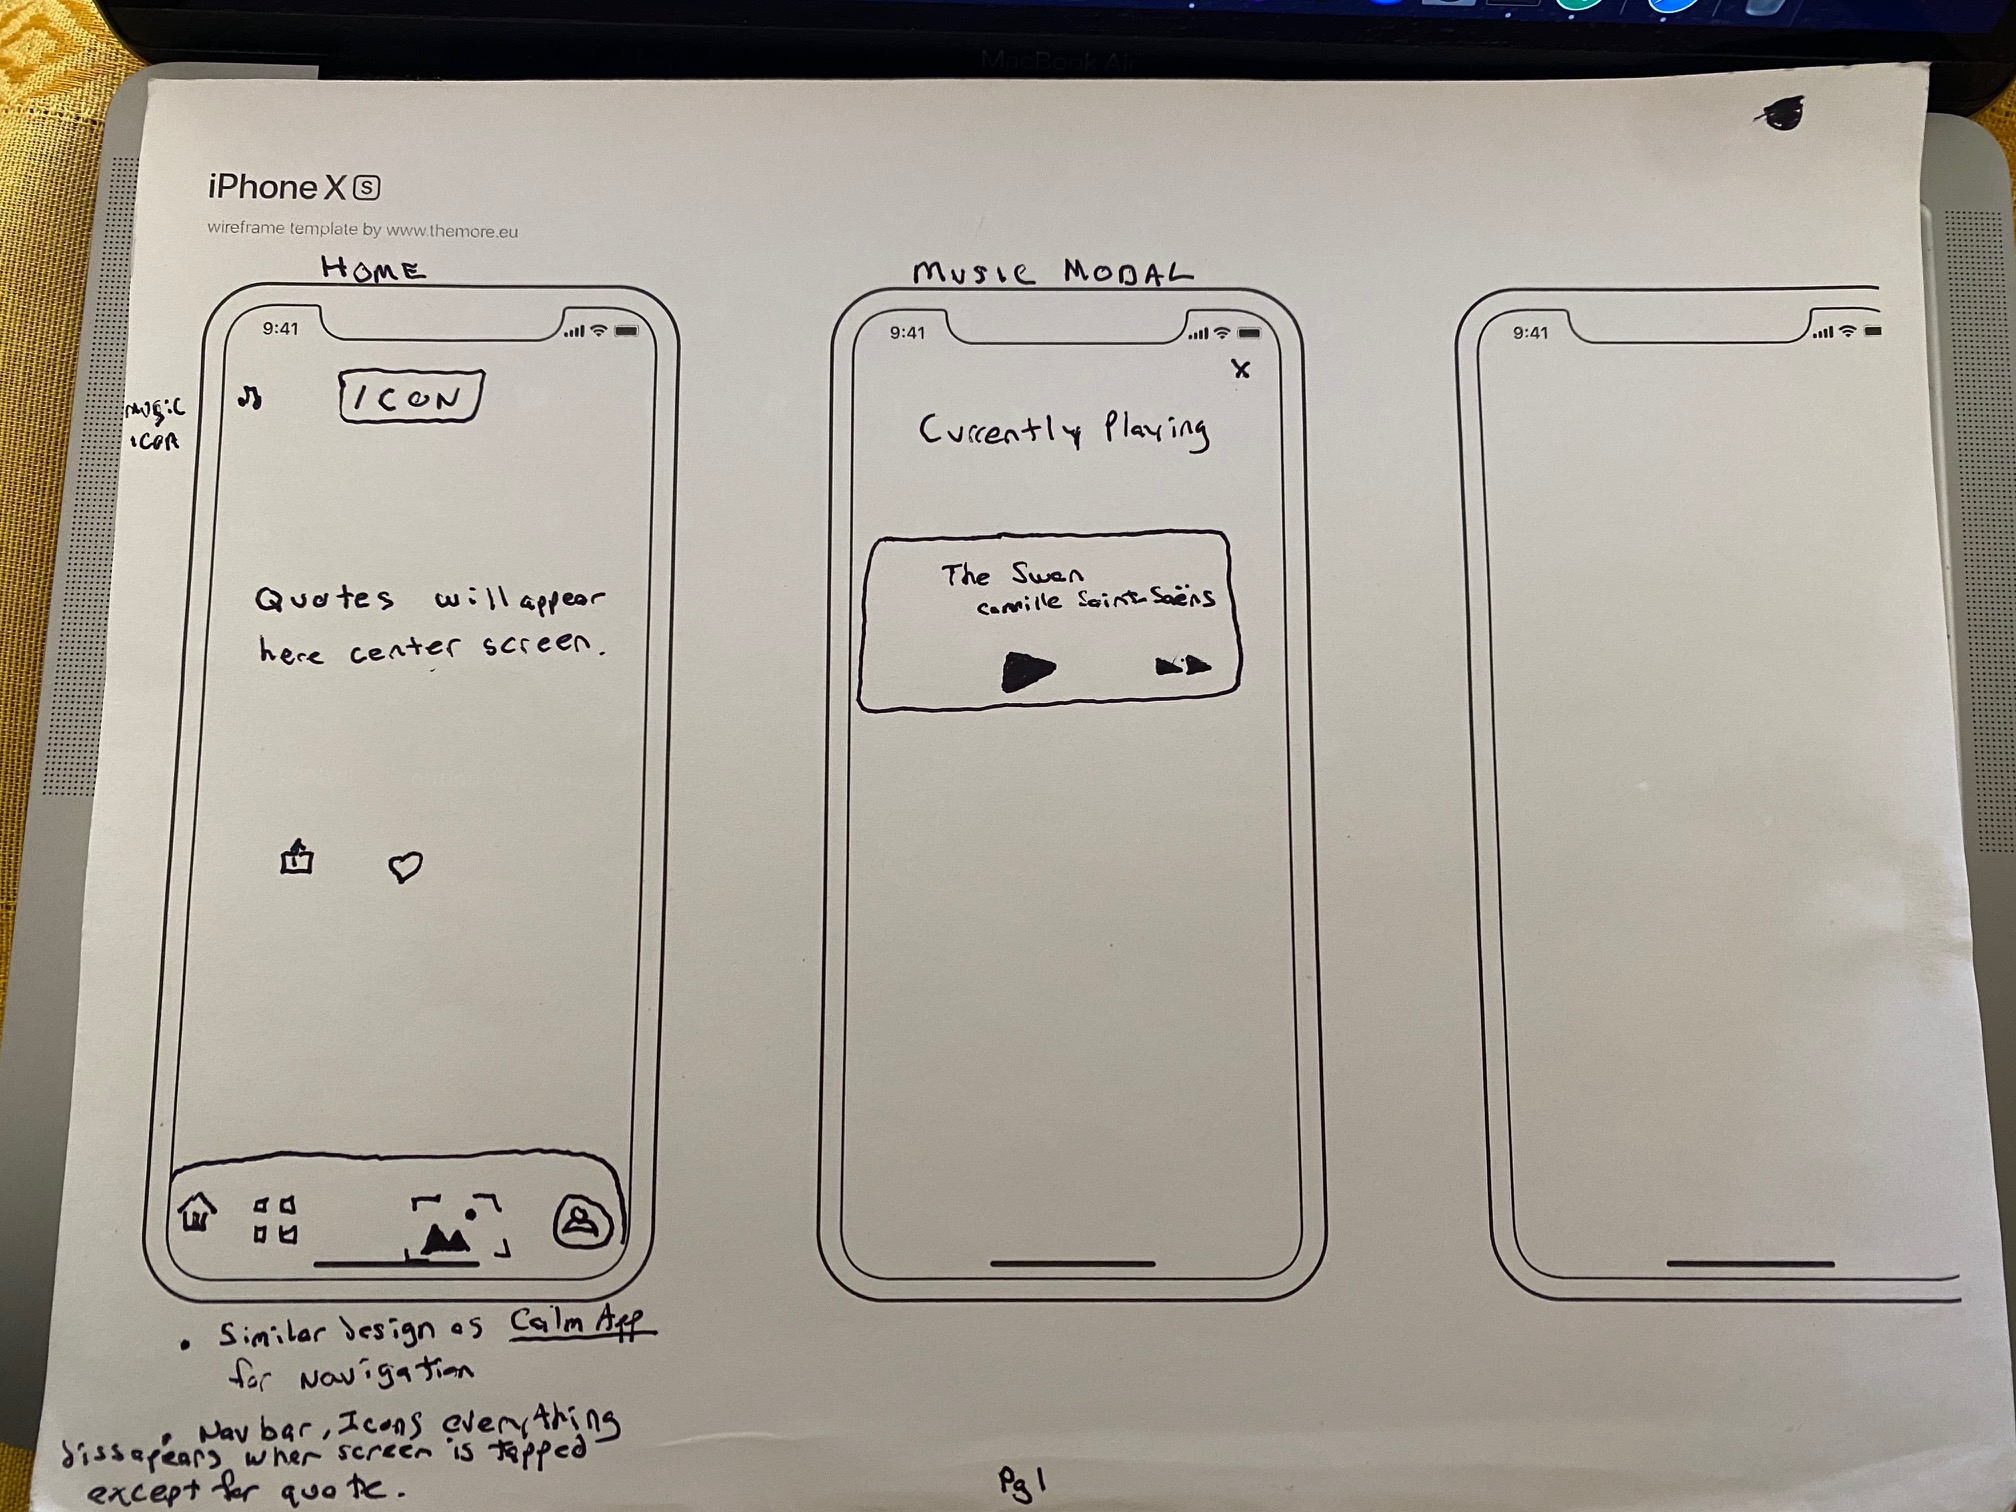 MacBook Air
iPhone XS
wireframe template by www.themore.eu
HOME
MUSIC MODAL
9:41
9:41
9:41
music
icon
ICON
X
Currently Playing
Quotes will appear
here center screen.
The Swan
Camille Saint-Saëns
• Similar design as Calm App
for Navigation
• Nav bar, Icons everything
dissapears when screen is tapped
except for quote.
Pg 1